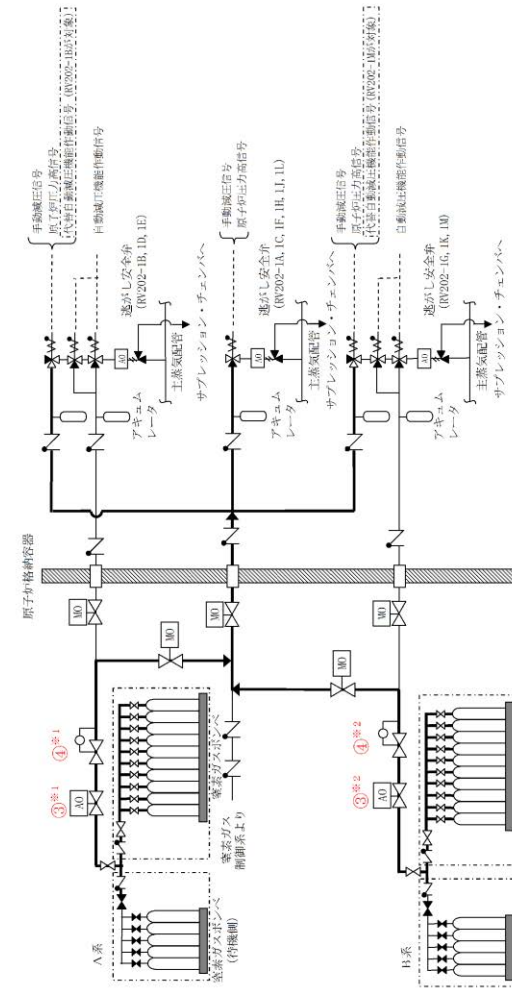 手動減圧信号
原子炉圧力高信号
代替自動減圧機能作動信号 (RV202-1Bが対象)
自動減圧機能作動信号
逃がし安全弁
(RV202-1B, 1D, 1E)
AO
主蒸気配管
サプレッション・チェンバへ
アキュム
レータ
手動減圧信号
原子炉圧力高信号
逃がし安全弁
(RV202-1A, 1C, 1F, 1H, 1J, 1L)
AO
主蒸気配管
サプレッション・チェンバへ
アキュム
レータ
手動減圧信号
原子炉圧力高信号
代替自動減圧機能作動信号 (RV202-1Mが対象)
自動減圧機能作動信号
逃がし安全弁
(RV202-1G, 1K, 1M)
AO
主蒸気配管
サプレッション・チェンバへ
アキュム
レータ
原子炉格納容器
MO
MO
MO
MO
MO
③※1
④※1
AO
③※2
④※2
AO
窒素ガスボンベ
窒素ガス
制御系より
A系
窒素ガスボンベ
(待機側)
B系